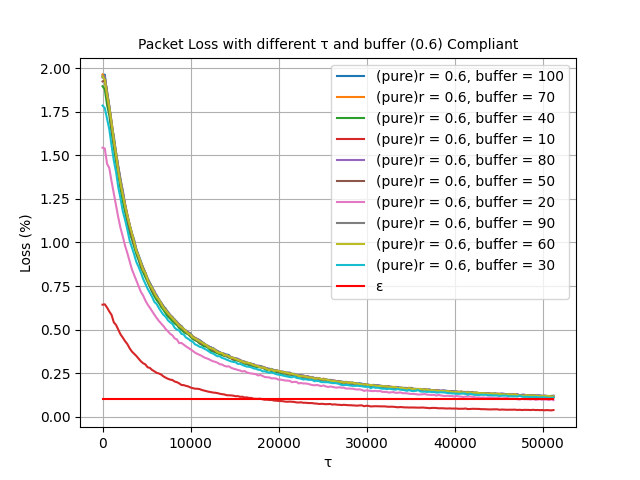 Packet Loss with different τ and buffer (0.6) Compliant
Loss (%)
2.00
1.75
1.50
1.25
1.00
0.75
0.50
0.25
0.00
(pure)r = 0.6, buffer = 100
(pure)r = 0.6, buffer = 70
(pure)r = 0.6, buffer = 40
(pure)r = 0.6, buffer = 10
(pure)r = 0.6, buffer = 80
(pure)r = 0.6, buffer = 50
(pure)r = 0.6, buffer = 20
(pure)r = 0.6, buffer = 90
(pure)r = 0.6, buffer = 60
(pure)r = 0.6, buffer = 30
ε
0 10000 20000 30000 40000 50000
τ